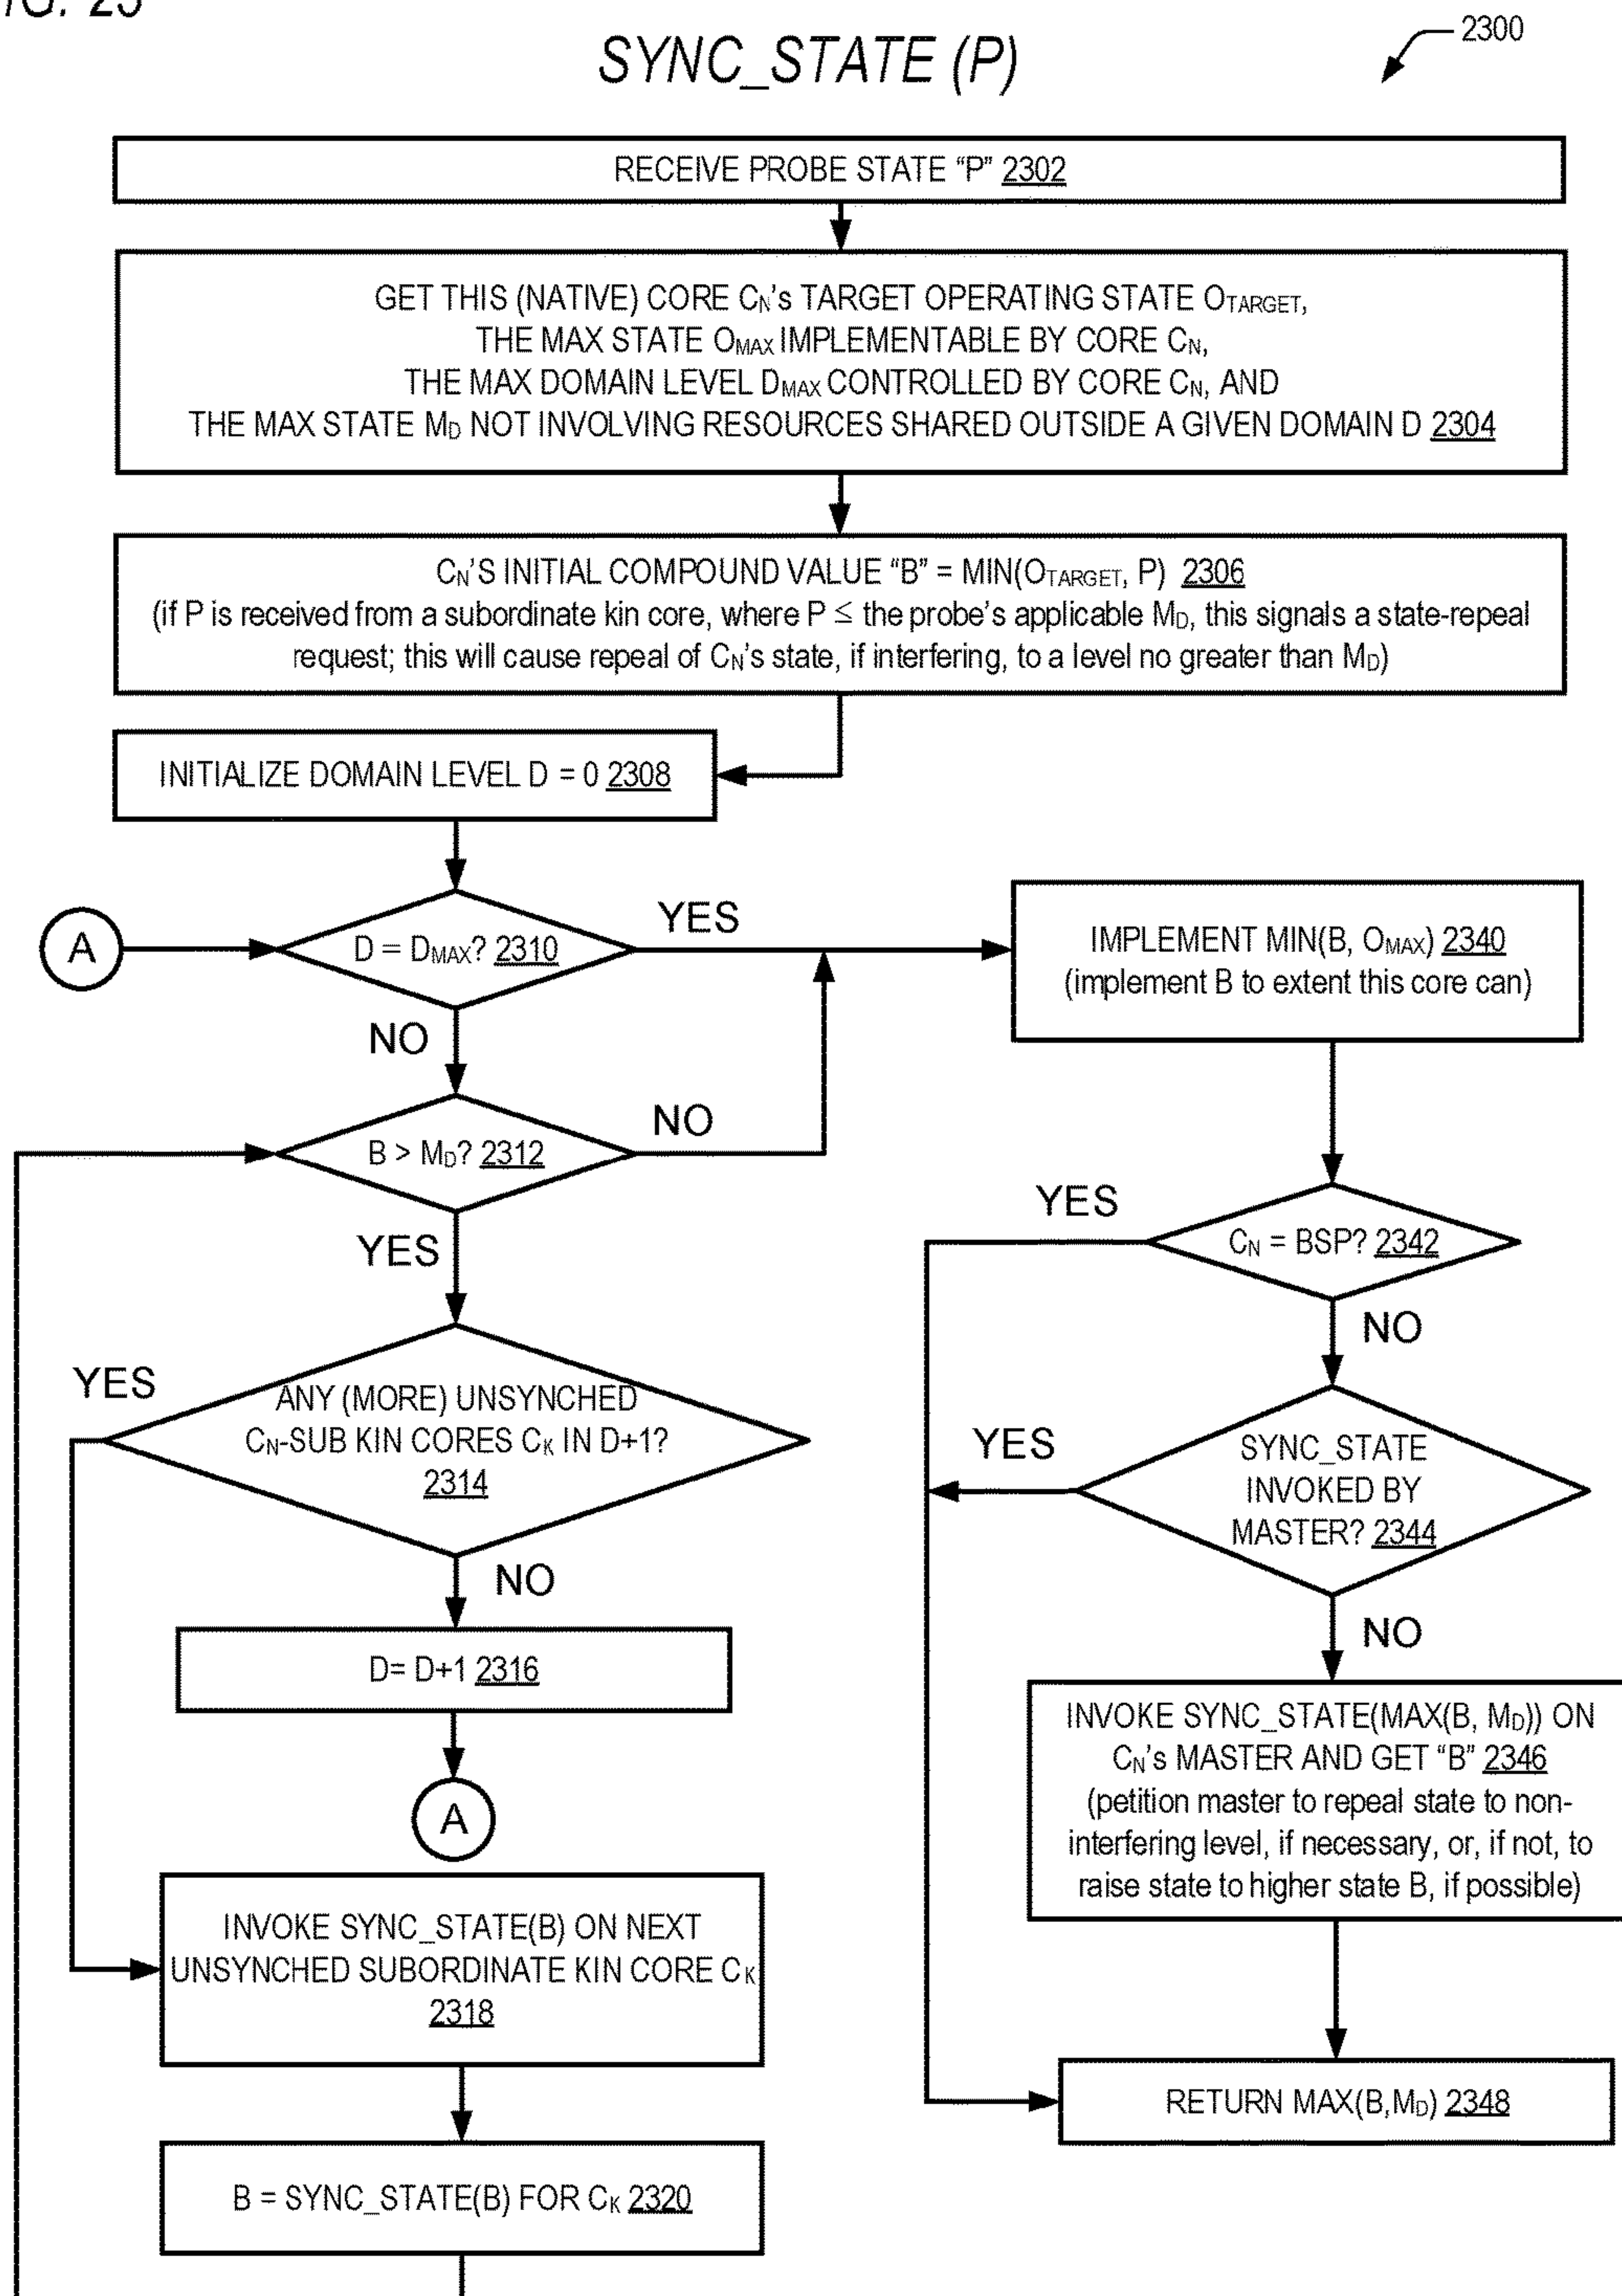 IG. 23
SYNC_STATE (P)
2300
RECEIVE PROBE STATE “P” 2302
GET THIS (NATIVE) CORE CN's TARGET OPERATING STATE OTARGET,
THE MAX STATE OMAX IMPLEMENTABLE BY CORE CN,
THE MAX DOMAIN LEVEL DMAX CONTROLLED BY CORE CN, AND
THE MAX STATE MD NOT INVOLVING RESOURCES SHARED OUTSIDE A GIVEN DOMAIN D 2304
CN'S INITIAL COMPOUND VALUE “B” = MIN(OTARGET, P) 2306
(if P is received from a subordinate kin core, where P ≤ the probe's applicable MD, this signals a state-repeal
request; this will cause repeal of CN's state, if interfering, to a level no greater than MD)
INITIALIZE DOMAIN LEVEL D = 0 2308
A
D = DMAX? 2310
YES
NO
B > MD? 2312
NO
YES
ANY (MORE) UNSYNCHED
CN-SUB KIN CORES CK IN D+1?
2314
YES
NO
D= D+1 2316
A
INVOKE SYNC_STATE(B) ON NEXT
UNSYNCHED SUBORDINATE KIN CORE CK
2318
B = SYNC_STATE(B) FOR CK 2320
IMPLEMENT MIN(B, OMAX) 2340
(implement B to extent this core can)
YES
CN = BSP? 2342
NO
YES
SYNC_STATE
INVOKED BY
MASTER? 2344
NO
INVOKE SYNC_STATE(MAX(B, MD)) ON
CN's MASTER AND GET “B” 2346
(petition master to repeal state to non-
interfering level, if necessary, or, if not, to
raise state to higher state B, if possible)
RETURN MAX(B,MD) 2348